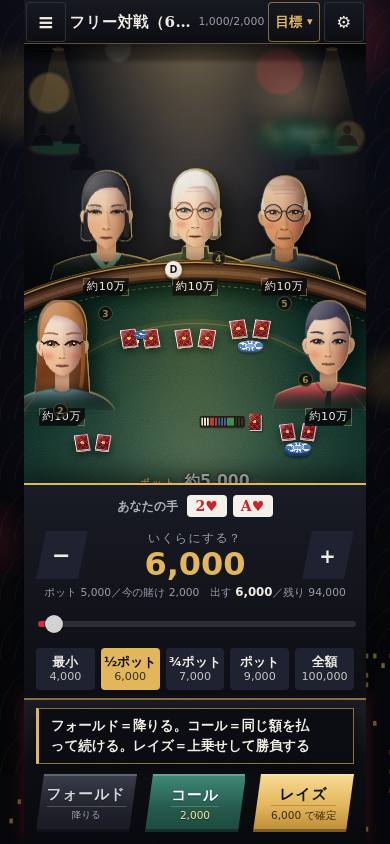 フリー対戦（6… 1,000/2,000 目標 ▾
D
4
約10万 約10万 約10万
3
5
6
2
約10万
約10万
ポット 約5,000
あなたの手 2♥ A♥
いくらにする？
− 6,000 +
ポット 5,000／今の賭け 2,000 出す 6,000／残り 94,000
最小 ½ポット ¾ポット ポット 全額
4,000 6,000 7,000 9,000 100,000
フォールド＝降りる。コール＝同じ額を払
って続ける。レイズ＝上乗せして勝負する
フォールド コール レイズ
降りる 2,000 6,000 で確定